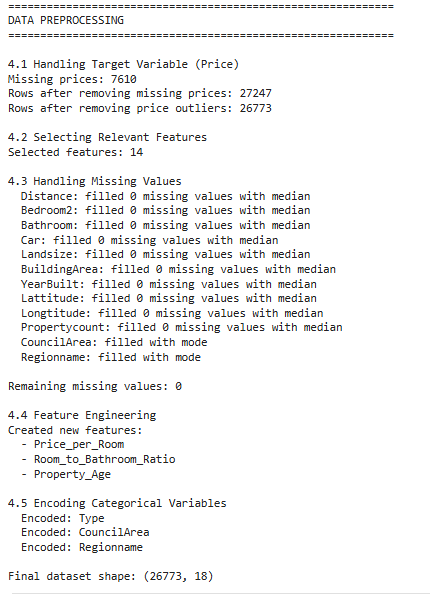 ============================================================
DATA PREPROCESSING
============================================================
4.1 Handling Target Variable (Price)
Missing prices: 7610
Rows after removing missing prices: 27247
Rows after removing price outliers: 26773
4.2 Selecting Relevant Features
Selected features: 14
4.3 Handling Missing Values
Distance: filled 0 missing values with median
Bedroom2: filled 0 missing values with median
Bathroom: filled 0 missing values with median
Car: filled 0 missing values with median
Landsize: filled 0 missing values with median
BuildingArea: filled 0 missing values with median
YearBuilt: filled 0 missing values with median
Lattitude: filled 0 missing values with median
Longtitude: filled 0 missing values with median
Propertycount: filled 0 missing values with median
CouncilArea: filled with mode
Regionname: filled with mode
Remaining missing values: 0
4.4 Feature Engineering
Created new features:
- Price_per_Room
- Room_to_Bathroom_Ratio
- Property_Age
4.5 Encoding Categorical Variables
Encoded: Type
Encoded: CouncilArea
Encoded: Regionname
Final dataset shape: (26773, 18)